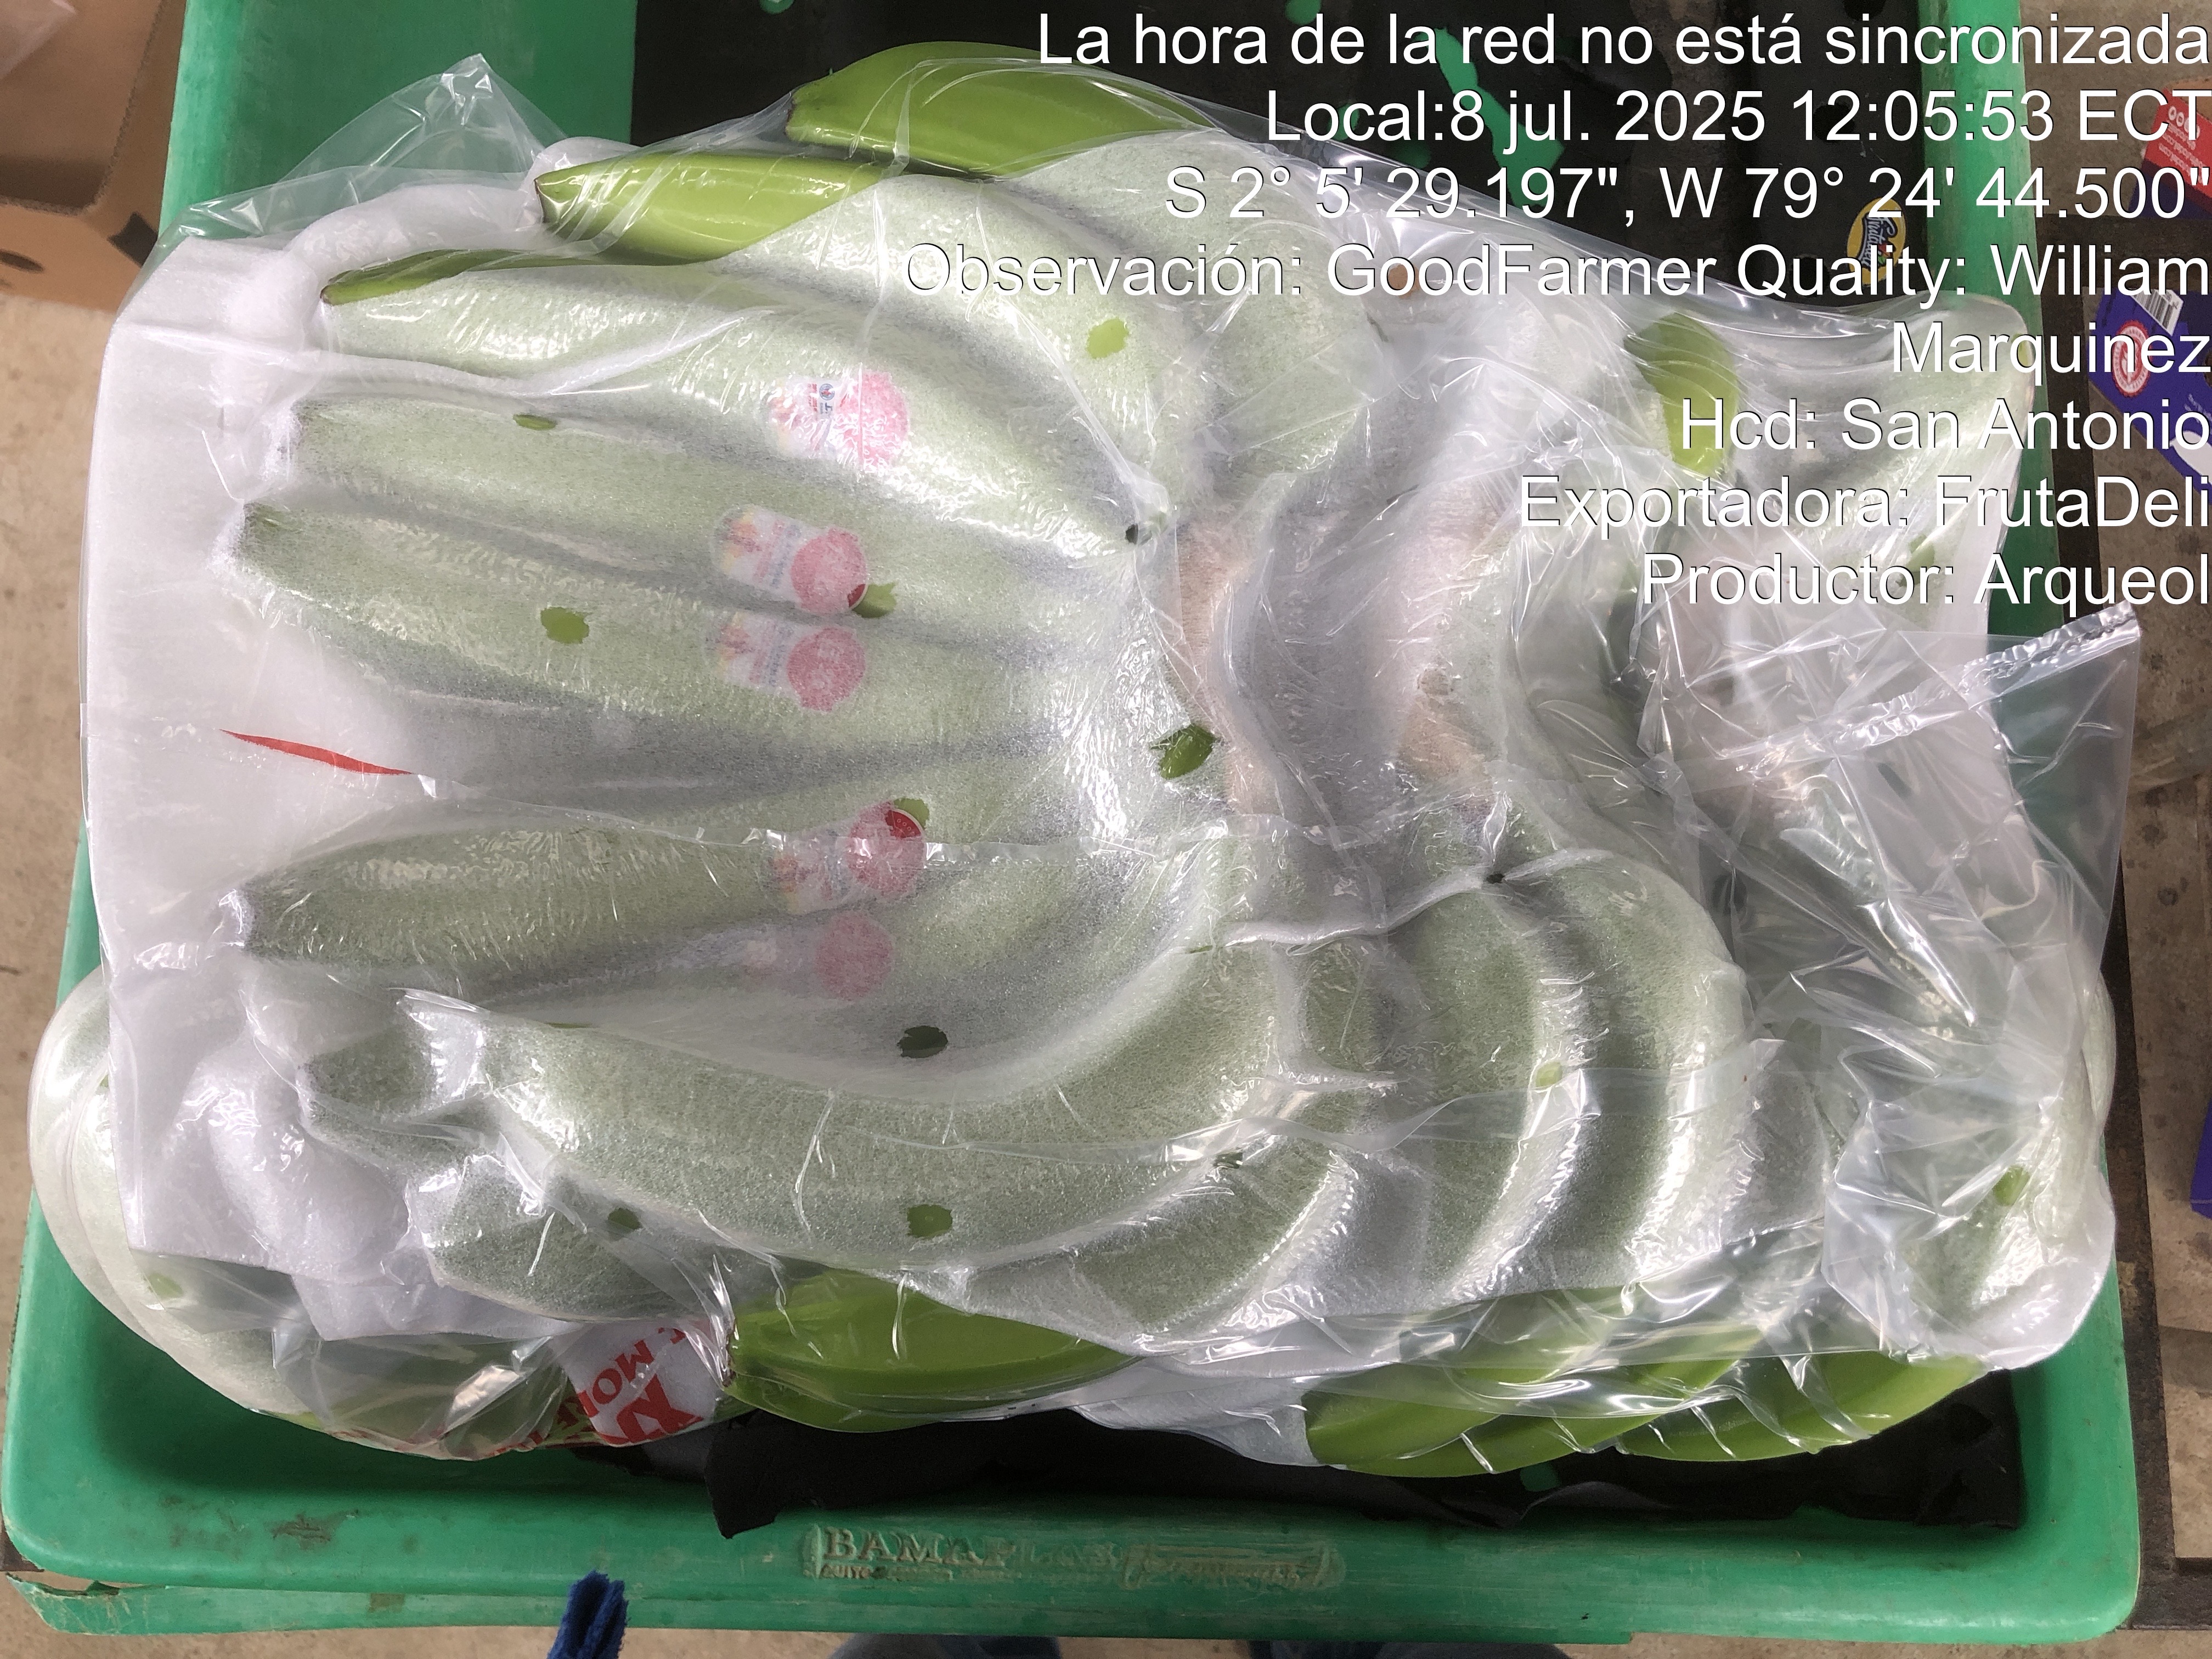 La hora de la red no está sincronizada
Local:8 jul. 2025 12:05:53 ECT
S 2° 5' 29.197", W 79° 24' 44.500"
Observación: GoodFarmer Quality: William
Marquinez
Hcd: San Antonio
Exportadora: FrutaDeli
Productor: Arqueol
MOR